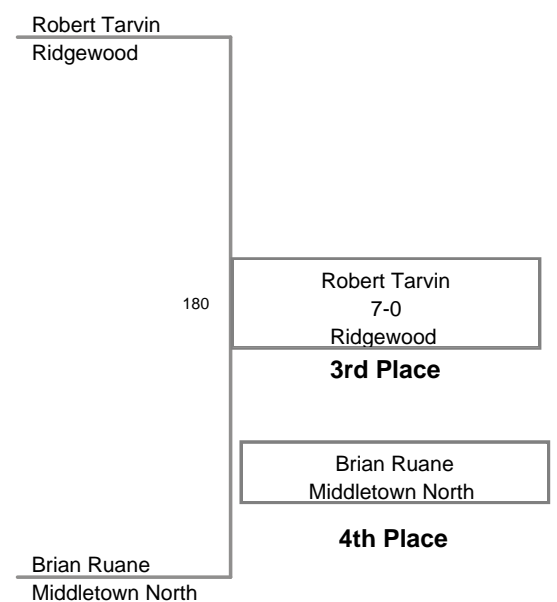 Robert Tarvin
Ridgewood
180
Robert Tarvin
7-0
Ridgewood
3rd Place
Brian Ruane
Middletown North
4th Place
Brian Ruane
Middletown North